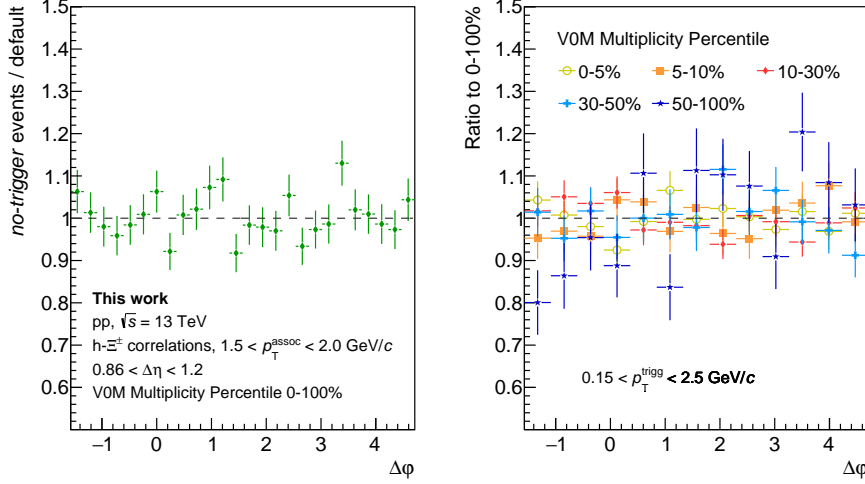 no-trigger events / default
1.5
1.4
1.3
1.2
1.1
1
0.9
0.8
0.7
0.6
This work
pp, √s = 13 TeV
h-Ξ± correlations, 1.5 < p_T^assoc < 2.0 GeV/c
0.86 < Δη < 1.2
V0M Multiplicity Percentile 0-100%
−1 0 1 2 3 4
Δφ
Ratio to 0-100%
1.5
1.4
1.3
1.2
1.1
1
0.9
0.8
0.7
0.6
V0M Multiplicity Percentile
0-5% 5-10% 10-30%
30-50% 50-100%
0.15 < p_T^trigg < 2.5 GeV/c
−1 0 1 2 3 4
Δφ